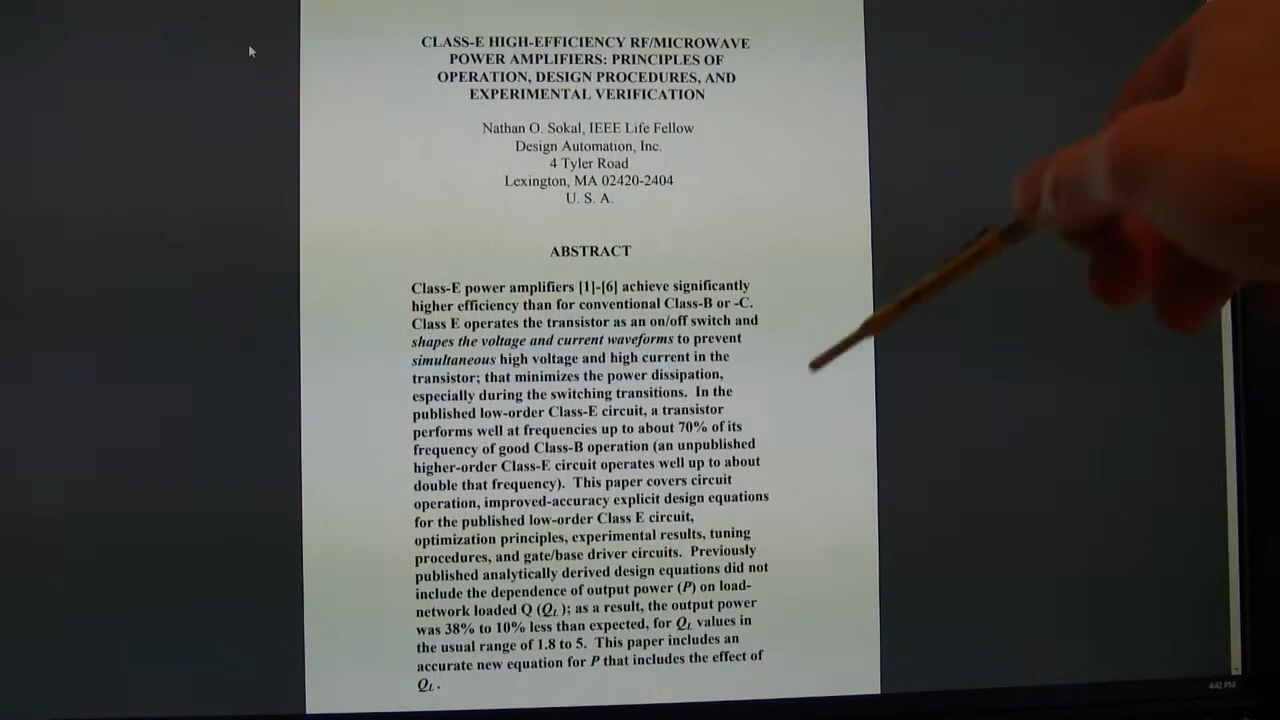 CLASS-E HIGH-EFFICIENCY RF/MICROWAVE
POWER AMPLIFIERS: PRINCIPLES OF
OPERATION, DESIGN PROCEDURES, AND
EXPERIMENTAL VERIFICATION
Nathan O. Sokal, IEEE Life Fellow
Design Automation, Inc.
4 Tyler Road
Lexington, MA 02420-2404
U. S. A.
ABSTRACT
Class-E power amplifiers [1]-[6] achieve significantly
higher efficiency than for conventional Class-B or -C.
Class E operates the transistor as an on/off switch and
shapes the voltage and current waveforms to prevent
simultaneous high voltage and high current in the
transistor; that minimizes the power dissipation,
especially during the switching transitions. In the
published low-order Class-E circuit, a transistor
performs well at frequencies up to about 70% of its
frequency of good Class-B operation (an unpublished
higher-order Class-E circuit operates well up to about
double that frequency). This paper covers circuit
operation, improved-accuracy explicit design equations
for the published low-order Class E circuit,
optimization principles, experimental results, tuning
procedures, and gate/base driver circuits. Previously
published analytically derived design equations did not
include the dependence of output power (P) on load-
network loaded Q (QL); as a result, the output power
was 38% to 10% less than expected, for QL values in
the usual range of 1.8 to 5. This paper includes an
accurate new equation for P that includes the effect of
QL.
4:42 PM